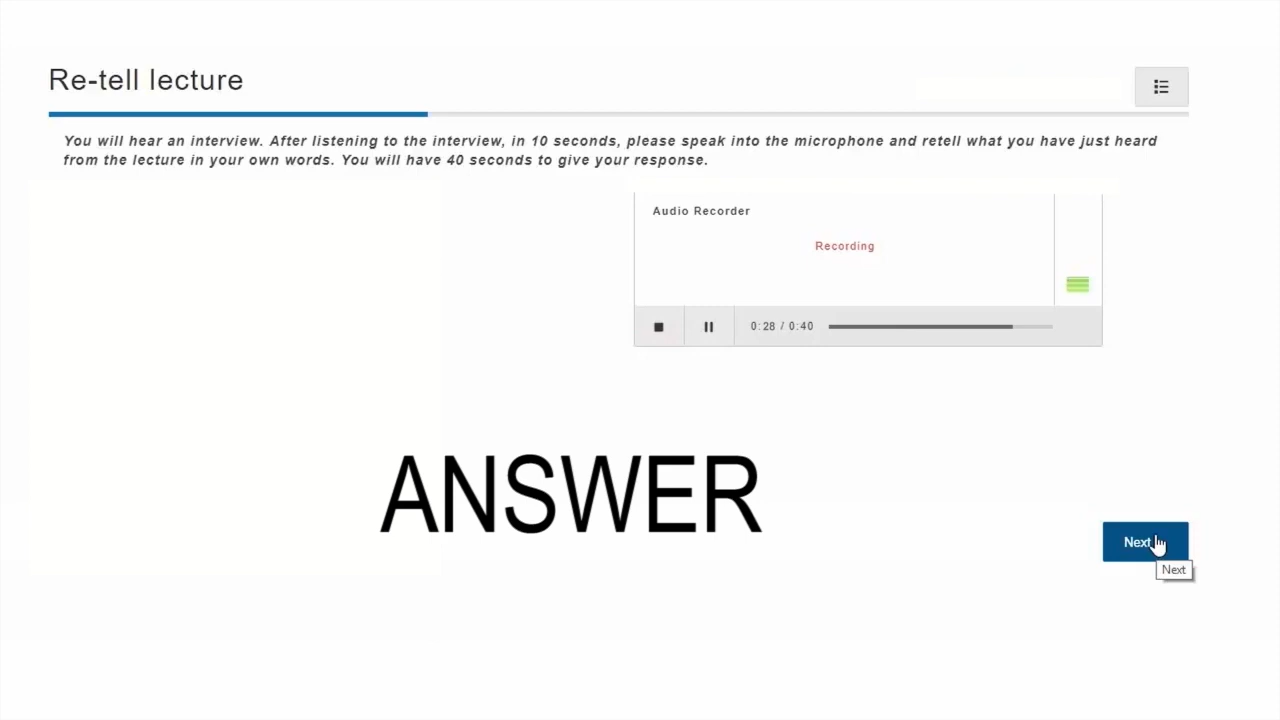 Re-tell lecture
You will hear an interview. After listening to the interview, in 10 seconds, please speak into the microphone and retell what you have just heard
from the lecture in your own words. You will have 40 seconds to give your response.
Audio Recorder
Recording
0:28 / 0:40
ANSWER
Next
Next